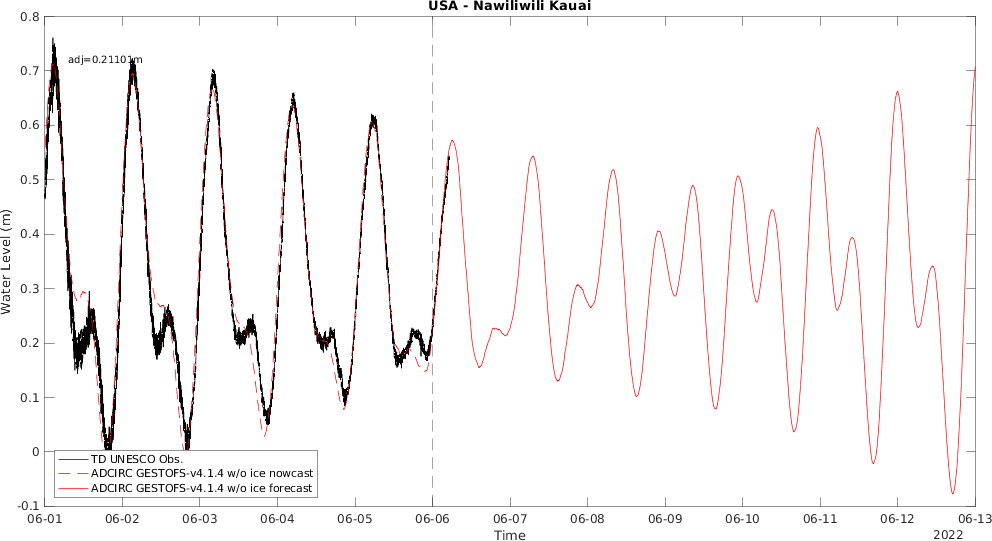 USA - Nawiliwili Kauai
adj=0.21101m
0.8
0.7
0.6
0.5
0.4
0.3
0.2
0.1
0
-0.1
Water Level (m)
TD UNESCO Obs.
ADCIRC GESTOFS-v4.1.4 w/o ice nowcast
ADCIRC GESTOFS-v4.1.4 w/o ice forecast
06-01 06-02 06-03 06-04 06-05 06-06 06-07 06-08 06-09 06-10 06-11 06-12 06-13
Time
2022